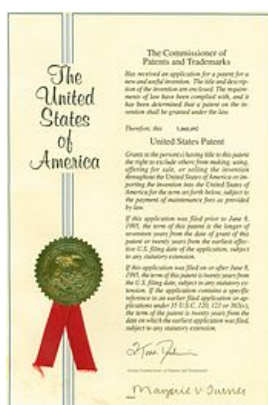 The
United
States
of
America
The Commissioner of
Patents and Trademarks
Has received an application for a patent for a
new and useful invention. The title and descrip-
tion of the invention are enclosed. The require-
ments of law have been complied with, and it
has been determined that a patent on the in-
vention shall be granted under the law.
Therefore, this
United States Patent
Grants to the person(s) having title to this patent
the right to exclude others from making, using,
offering for sale, or selling the invention
throughout the United States of America or im-
porting the invention into the United States of
America for the term set forth below, subject
to the payment of maintenance fees as provided
by law.
If this application was filed prior to June 8,
1995, the term of this patent is the longer of
seventeen years from the date of grant of this
patent or twenty years from the earliest effec-
tive U.S. filing date of the application, subject
to any statutory extension.
If this application was filed on or after June 8,
1995, the term of this patent is twenty years from
the U.S. filing date, subject to any statutory ex-
tension. If the application contains a specific
reference to an earlier filed application or ap-
plications under 35 U.S.C. 120, 121 or 365(c),
the term of the patent is twenty years from the
date on which the earliest application was filed,
subject to any statutory extension.
Marjorie V. Turner